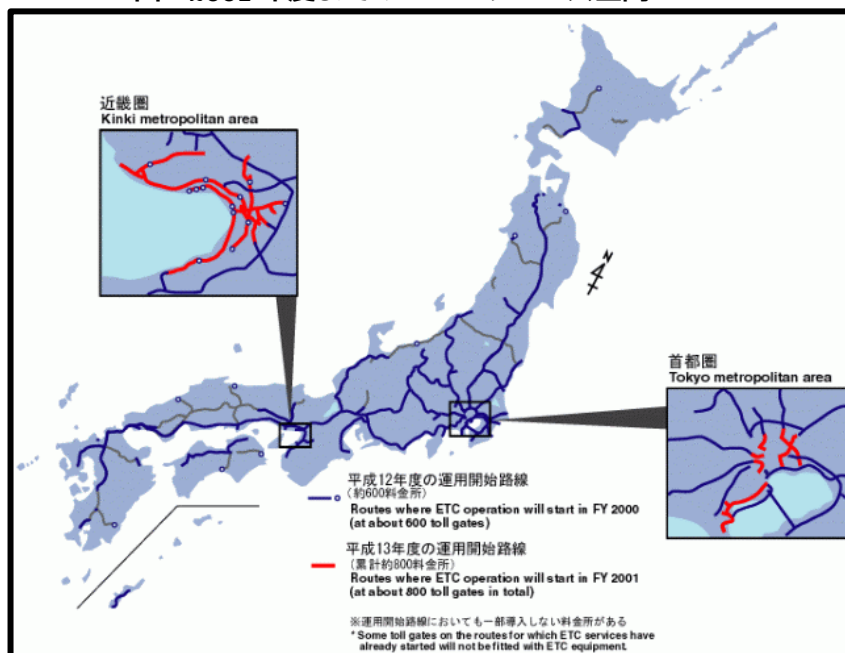 近畿圏
Kinki metropolitan area
N
首都圏
Tokyo metropolitan area
平成12年度の運用開始路線
(約600料金所)
Routes where ETC operation will start in FY 2000
(at about 600 toll gates)
平成13年度の運用開始路線
(累計約800料金所)
Routes where ETC operation will start in FY 2001
(at about 800 toll gates in total)
※運用開始路線においても一部導入しない料金所がある
* Some toll gates on the routes for which ETC services have
already started will not be fitted with ETC equipment.